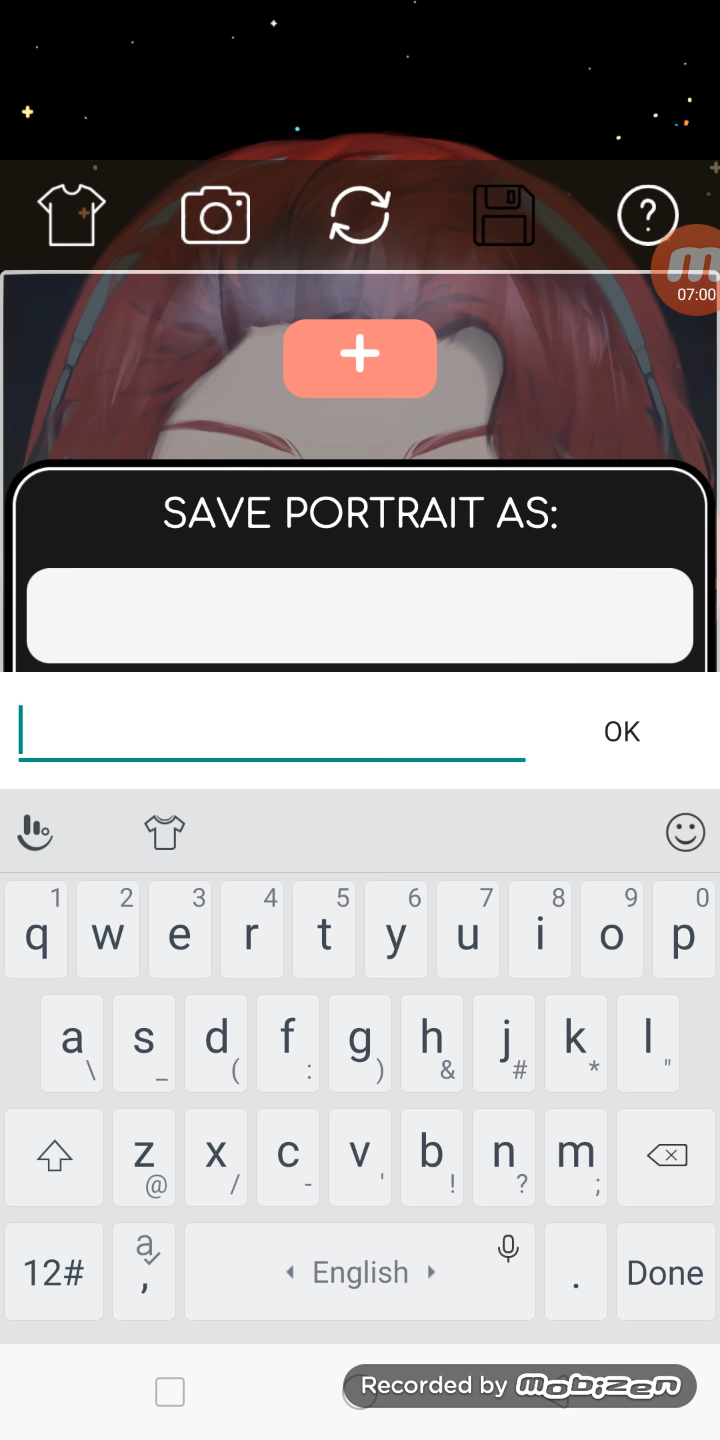 07:00
SAVE PORTRAIT AS:
OK
1 2 3 4 5 6 7 8 9 0
q w e r t y u i o p
a s d f g h j k l
\ _ ( : ) & # * "
z x c v b n m
@ / - ' ! ? ;
12# a , English . Done
Recorded by mobizen